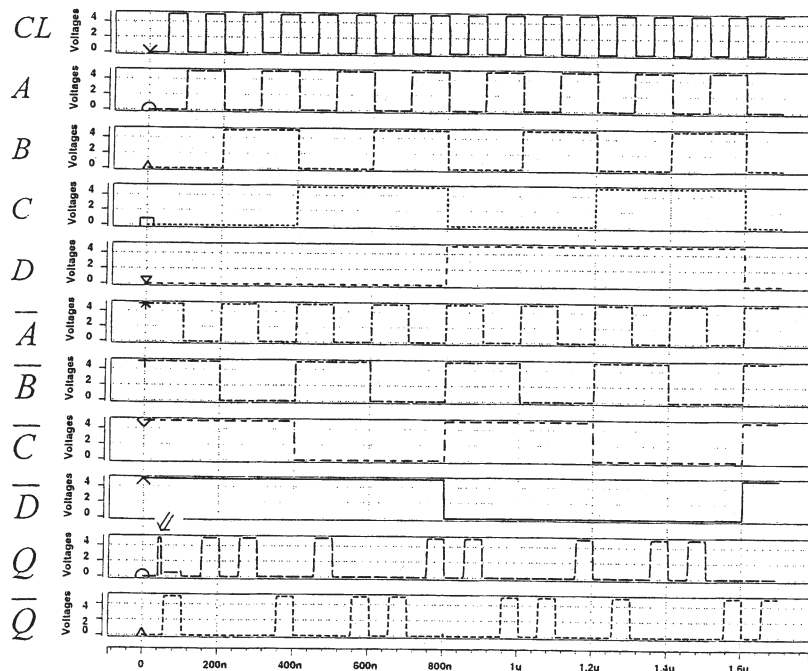 CL Voltages 4 2 0
A Voltages 4 2 0
B Voltages 4 2 0
C Voltages 4 2 0
D Voltages 4 2 0
A̅ Voltages 4 2 0
B̅ Voltages 4 2 0
C̅ Voltages 4 2 0
D̅ Voltages 4 2 0
Q Voltages 4 2 0
Q̅ Voltages 4 2 0
0 200n 400n 600n 800n 1u 1.2u 1.4u 1.6u